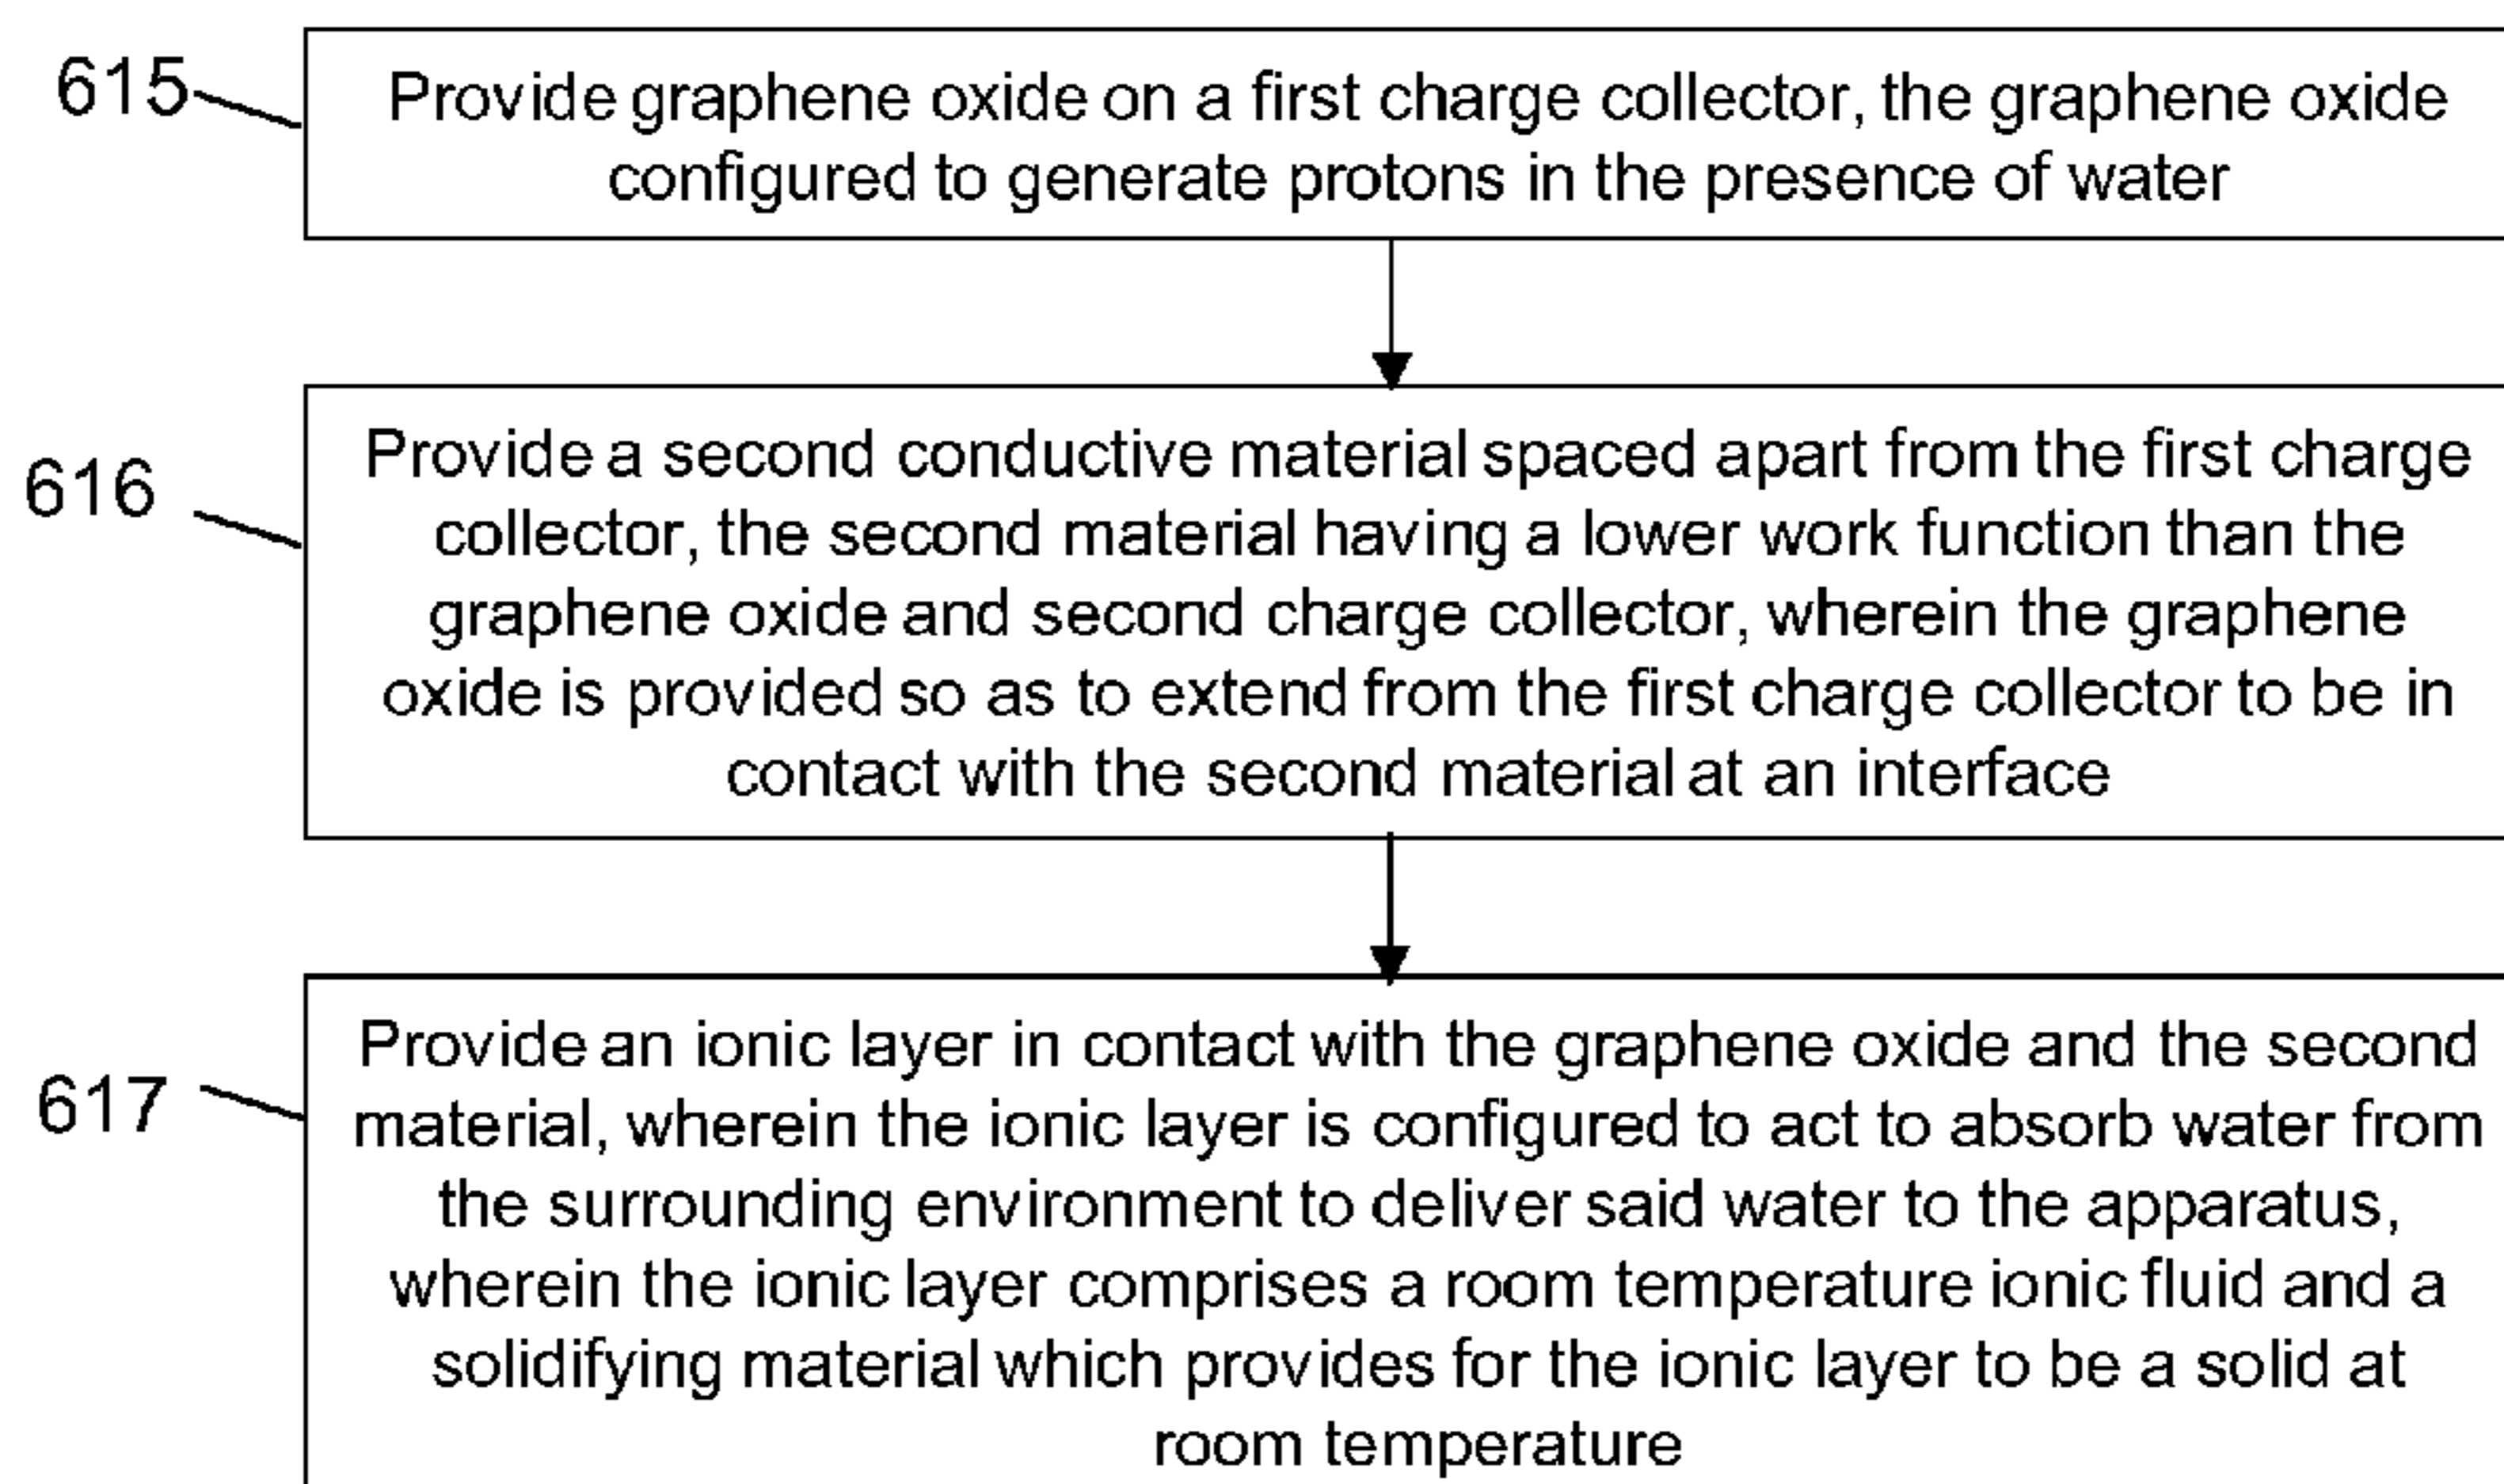 615
Provide graphene oxide on a first charge collector, the graphene oxide
configured to generate protons in the presence of water
616
Provide a second conductive material spaced apart from the first charge
collector, the second material having a lower work function than the
graphene oxide and second charge collector, wherein the graphene
oxide is provided so as to extend from the first charge collector to be in
contact with the second material at an interface
617
Provide an ionic layer in contact with the graphene oxide and the second
material, wherein the ionic layer is configured to act to absorb water from
the surrounding environment to deliver said water to the apparatus,
wherein the ionic layer comprises a room temperature ionic fluid and a
solidifying material which provides for the ionic layer to be a solid at
room temperature